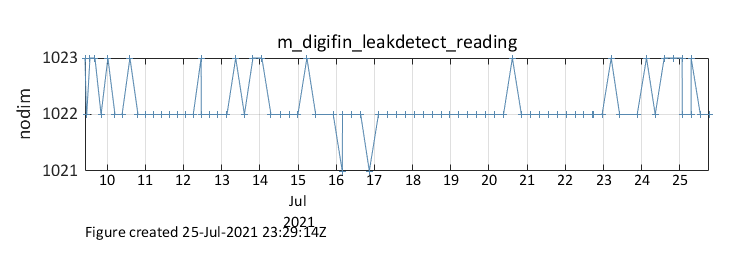 m_digifin_leakdetect_reading
nodim
1023
1022
1021
10 11 12 13 14 15 16 17 18 19 20 21 22 23 24 25
Jul
2021
Figure created 25-Jul-2021 23:29:14Z